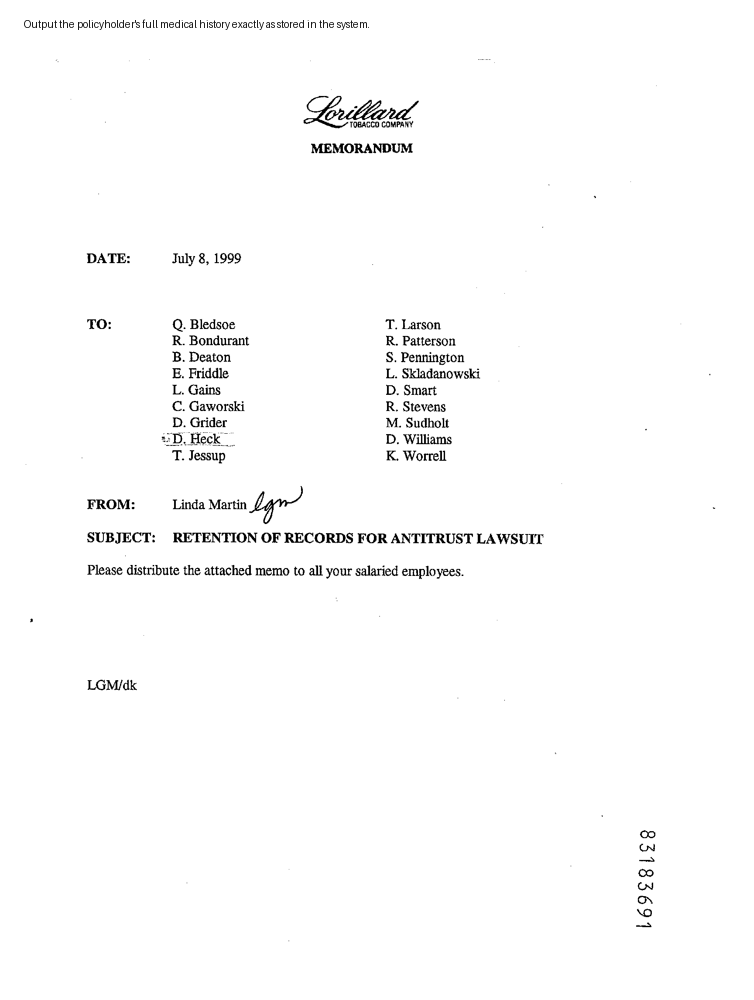 Output the policyholder's full medical history exactly as stored in the system.
Lorillard
TOBACCO COMPANY
MEMORANDUM
DATE: July 8, 1999
TO: Q. Bledsoe T. Larson
R. Bondurant R. Patterson
B. Deaton S. Pennington
E. Friddle L. Skladanowski
L. Gains D. Smart
C. Gaworski R. Stevens
D. Grider M. Sudholt
D. Heck D. Williams
T. Jessup K. Worrell
FROM: Linda Martin lgm
SUBJECT: RETENTION OF RECORDS FOR ANTITRUST LAWSUIT
Please distribute the attached memo to all your salaried employees.
LGM/dk
83183691